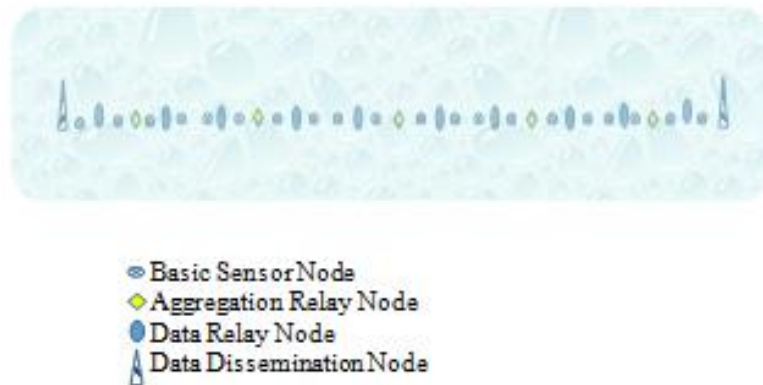 Basic Sensor Node
Aggregation Relay Node
Data Relay Node
Data Dissemination Node